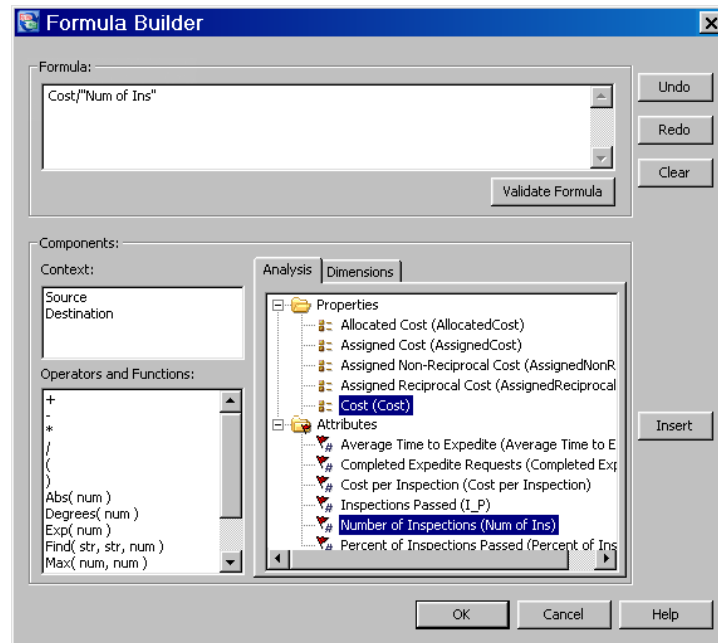 Formula Builder
Formula:
Cost/"Num of Ins"
Undo
Redo
Clear
Validate Formula
Components:
Context:
Source
Destination
Operators and Functions:
+
-
*
/
(
)
Abs( num )
Degrees( num )
Exp( num )
Find( str, str, num )
Max( num, num )
Analysis
Dimensions
Properties
Allocated Cost (AllocatedCost)
Assigned Cost (AssignedCost)
Assigned Non-Reciprocal Cost (AssignedNonR
Assigned Reciprocal Cost (AssignedReciprocal
Cost (Cost)
Attributes
Average Time to Expedite (Average Time to E
Completed Expedite Requests (Completed Exp
Cost per Inspection (Cost per Inspection)
Inspections Passed (I_P)
Number of Inspections (Num of Ins)
Percent of Inspections Passed (Percent of Ins
Insert
OK
Cancel
Help